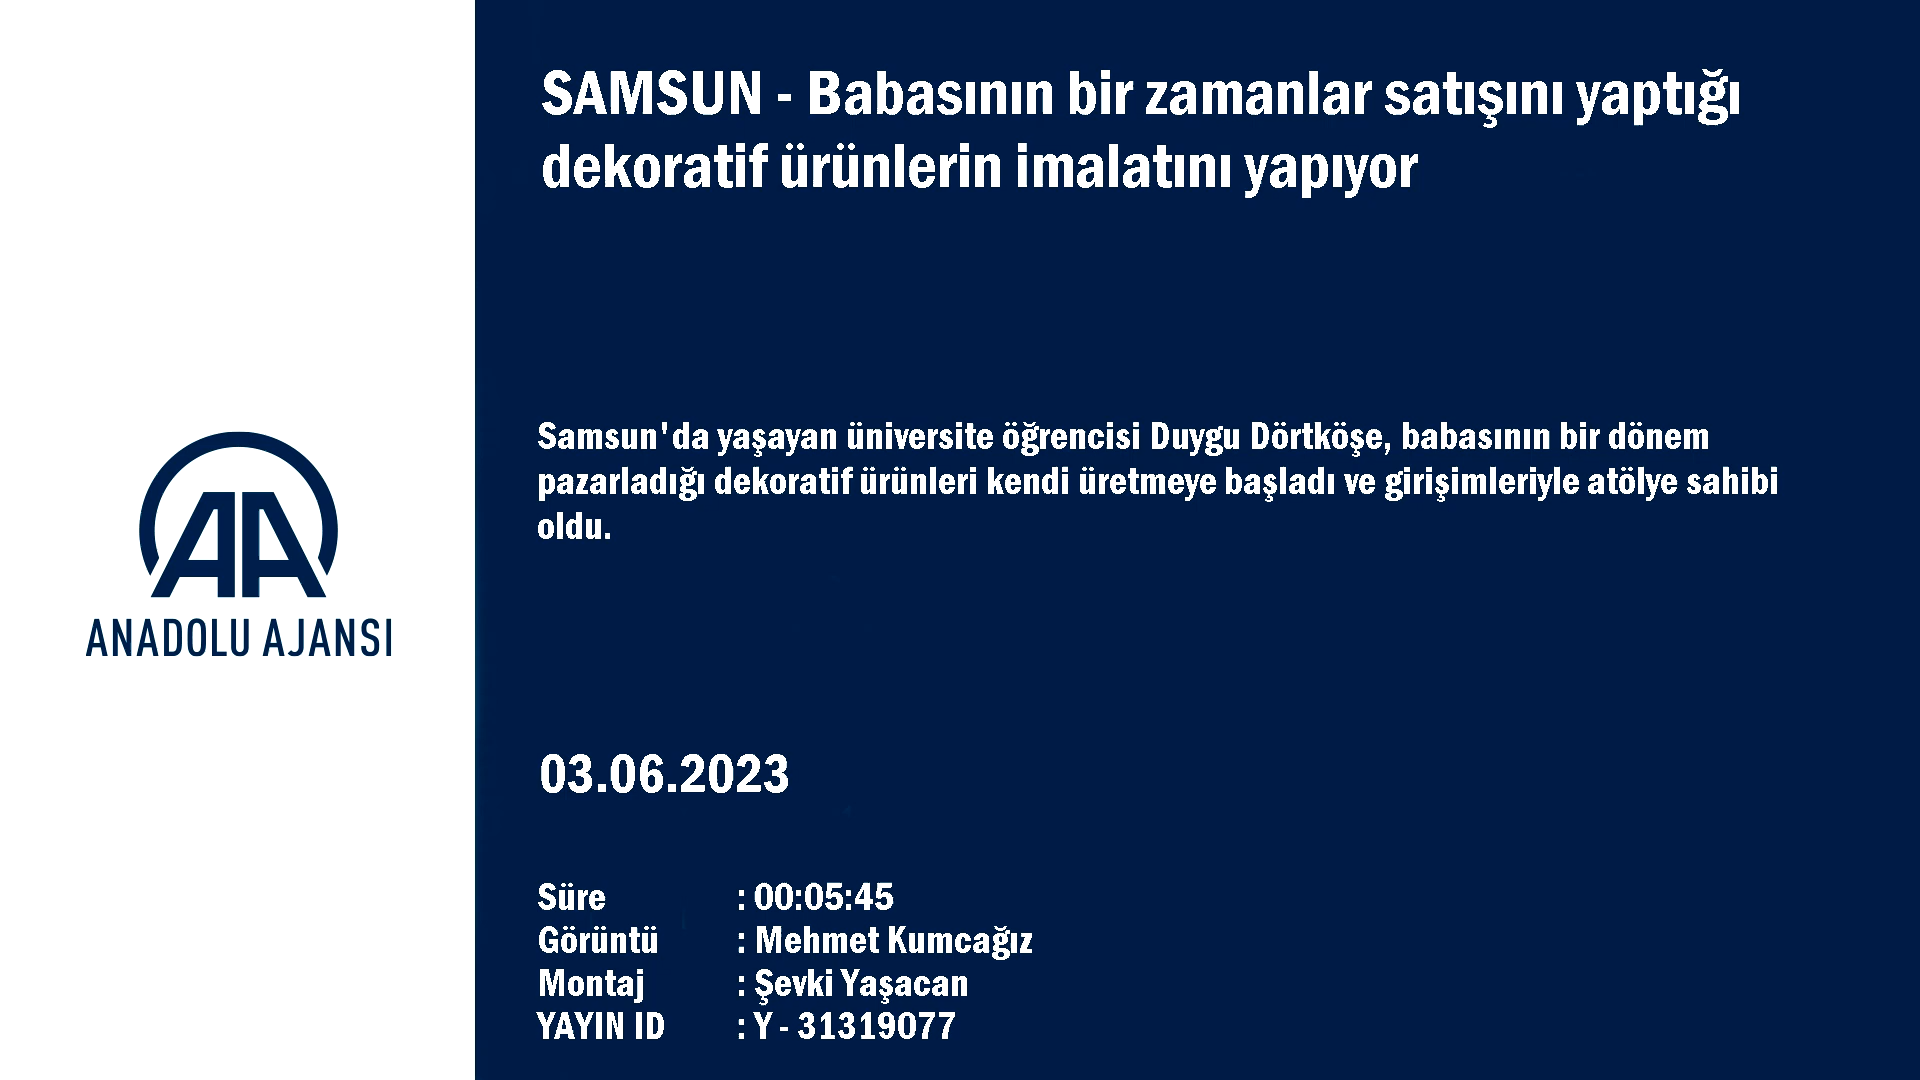 SAMSUN - Babasının bir zamanlar satışını yaptığı
dekoratif ürünlerin imalatını yapıyor
Samsun'da yaşayan üniversite öğrencisi Duygu Dörtköşe, babasının bir dönem
pazarladığı dekoratif ürünleri kendi üretmeye başladı ve girişimleriyle atölye sahibi
oldu.
AA
ANADOLU AJANSI
03.06.2023
Süre : 00:05:45
Görüntü : Mehmet Kumcağız
Montaj : Şevki Yaşacan
YAYIN ID : Y - 31319077